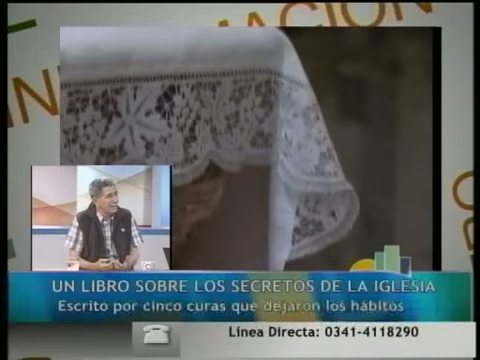 INFORMACIÓN
UN LIBRO SOBRE LOS SECRETOS DE LA IGLESIA
Escrito por cinco curas que dejaron los hábitos
Línea Directa: 0341-4118290